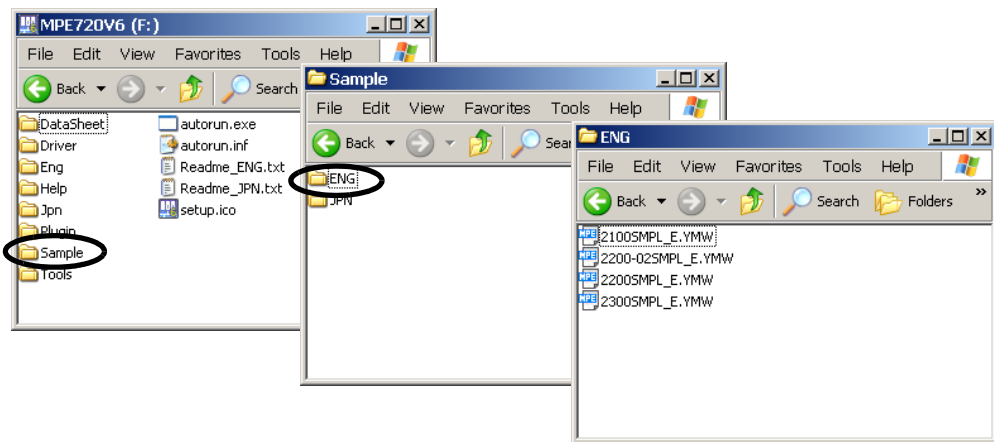 MPE720V6 (F:)
File Edit View Favorites Tools Help
Back Search
DataSheet
Driver
Eng
Help
Jpn
Plugin
Sample
Tools
autorun.exe
autorun.inf
Readme_ENG.txt
Readme_JPN.txt
setup.ico
Sample
File Edit View Favorites Tools Help
Back Sear
ENG
JPN
ENG
File Edit View Favorites Tools Help
Back Search Folders »
2100SMPL_E.YMW
2200-02SMPL_E.YMW
2200SMPL_E.YMW
2300SMPL_E.YMW